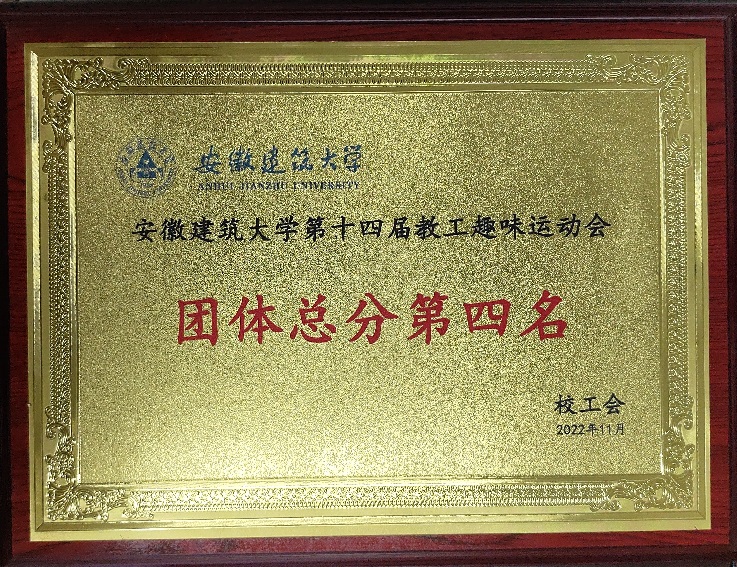 安徽建筑大学
ANHUI JIANZHU UNIVERSITY
安徽建筑大学第十四届教工趣味运动会
团体总分第四名
校工会
2022年11月